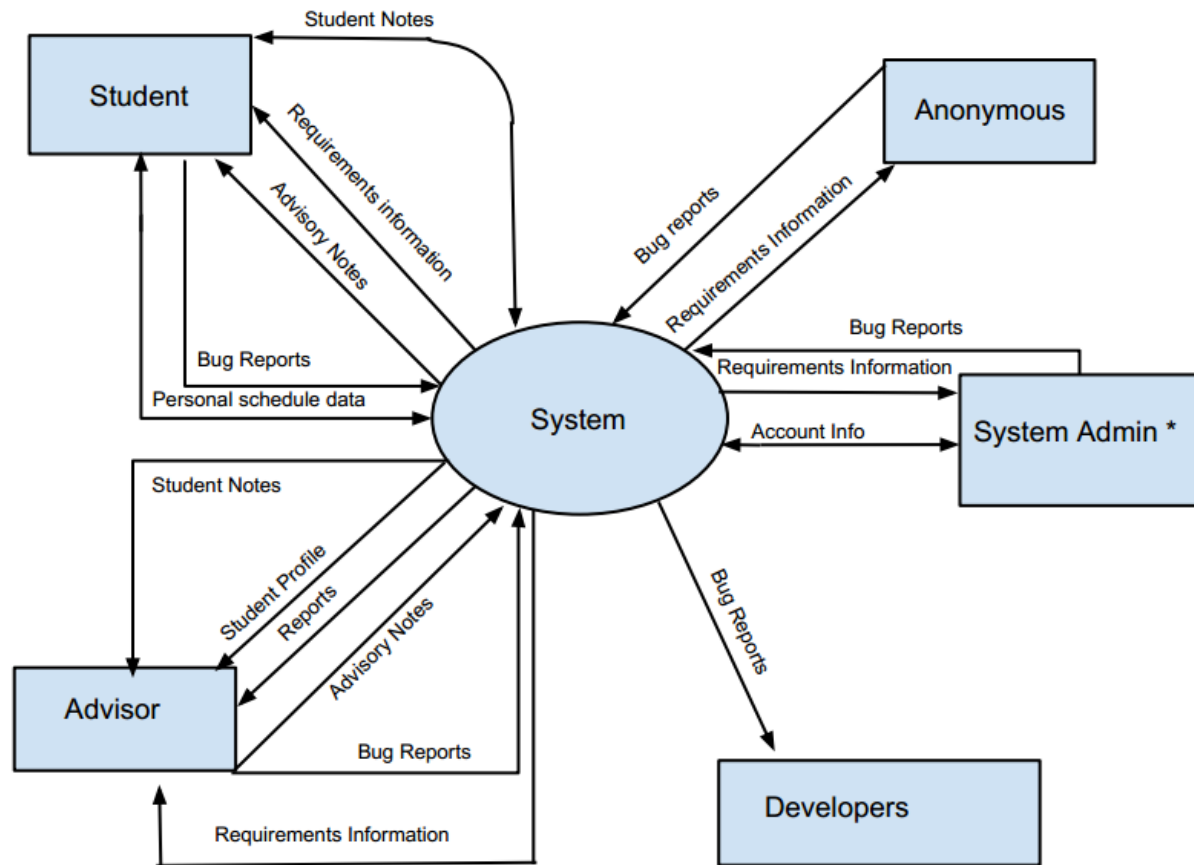 Student Notes
Student
Anonymous
Requirements information
Advisory Notes
Bug reports
Requirements Information
Bug Reports
Bug Reports
Requirements Information
Personal schedule data
System
Account Info
System Admin *
Student Notes
Student Profile
Reports
Advisory Notes
Bug Reports
Advisor
Bug Reports
Developers
Requirements Information